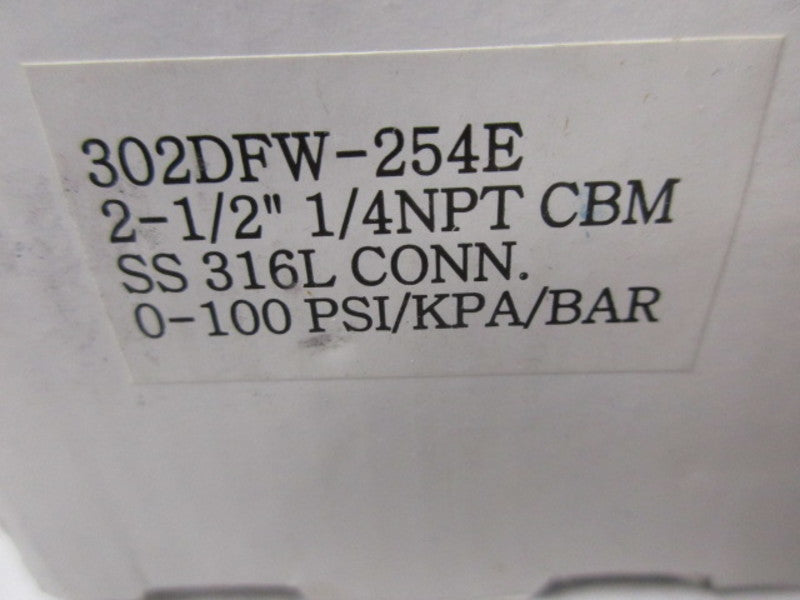 302DFW-254E
2-1/2" 1/4NPT CBM
SS 316L CONN.
0-100 PSI/KPA/BAR